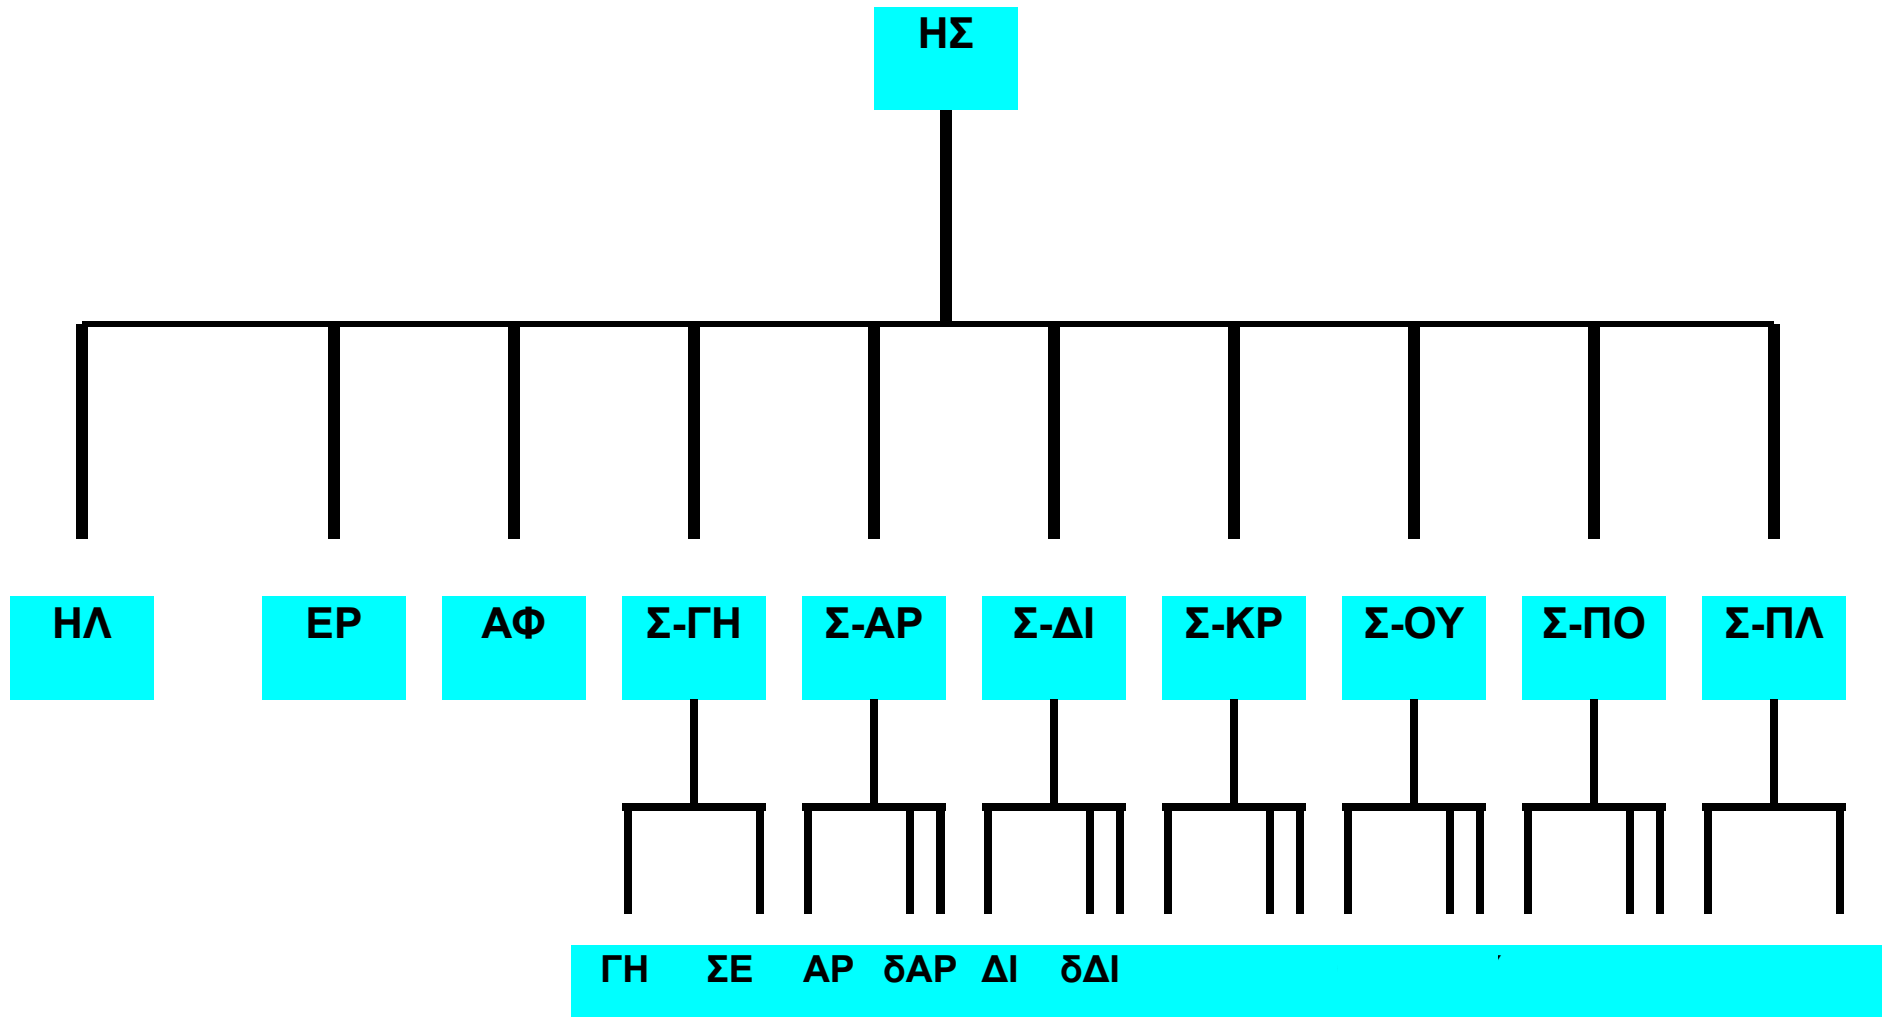 ΗΣ
ΗΛ ΕΡ ΑΦ Σ-ΓΗ Σ-ΑΡ Σ-ΔΙ Σ-ΚΡ Σ-ΟΥ Σ-ΠΟ Σ-ΠΛ
ΓΗ ΣΕ ΑΡ δΑΡ ΔΙ δΔΙ